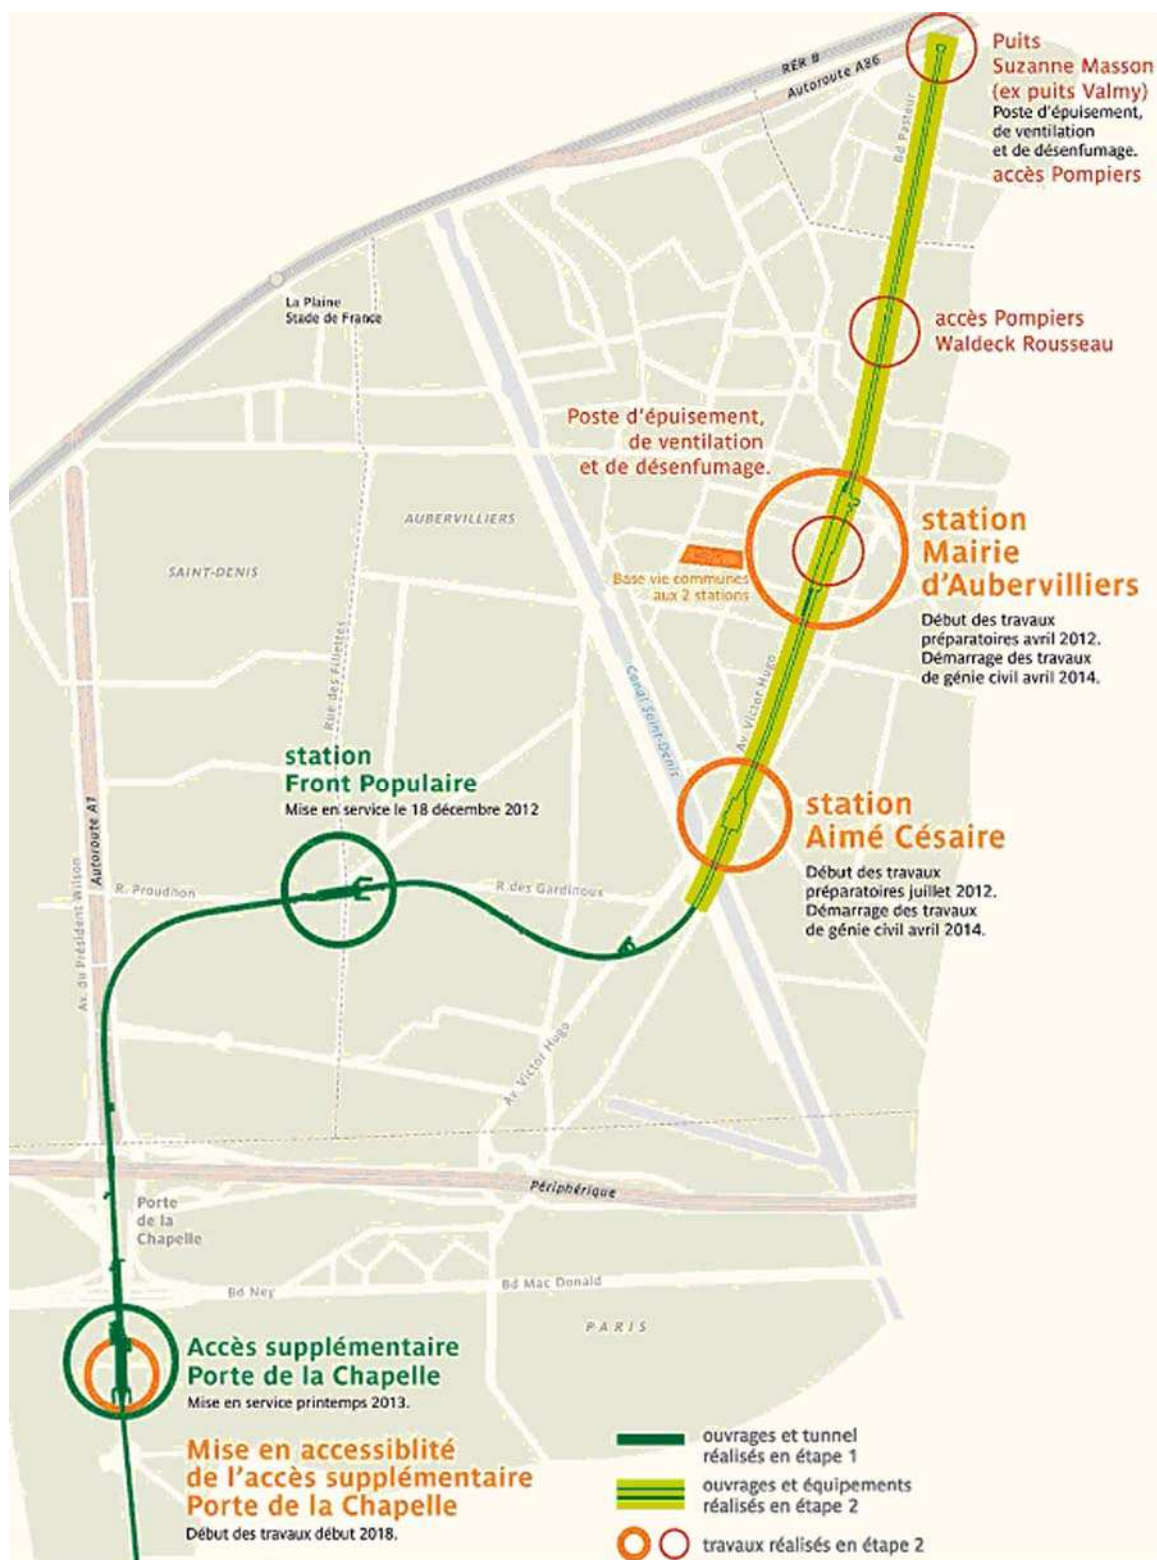 Puits
Suzanne Masson
(ex puits Valmy)
Poste d'épuisement,
de ventilation
et de désenfumage.
accès Pompiers
RER B
Autoroute A86
Bd Pasteur
La Plaine
Stade de France
accès Pompiers
Waldeck Rousseau
Poste d'épuisement,
de ventilation
et de désenfumage.
AUBERVILLIERS
SAINT-DENIS
station
Mairie
d'Aubervilliers
Début des travaux
préparatoires avril 2012.
Démarrage des travaux
de génie civil avril 2014.
Base vie communes
aux 2 stations
Rue des Fillettes
Canal Saint-Denis
Av. Victor Hugo
station
Front Populaire
Mise en service le 18 décembre 2012
station
Aimé Césaire
Début des travaux
préparatoires juillet 2012.
Démarrage des travaux
de génie civil avril 2014.
Autoroute A1
Av. du Président Wilson
R. Proudhon
R. des Gardinoux
Av. Victor Hugo
Périphérique
Porte
de la
Chapelle
Bd Ney
Bd Mac Donald
PARIS
Accès supplémentaire
Porte de la Chapelle
Mise en service printemps 2013.
Mise en accessiblité
de l'accès supplémentaire
Porte de la Chapelle
Début des travaux début 2018.
ouvrages et tunnel
réalisés en étape 1
ouvrages et équipements
réalisés en étape 2
travaux réalisés en étape 2